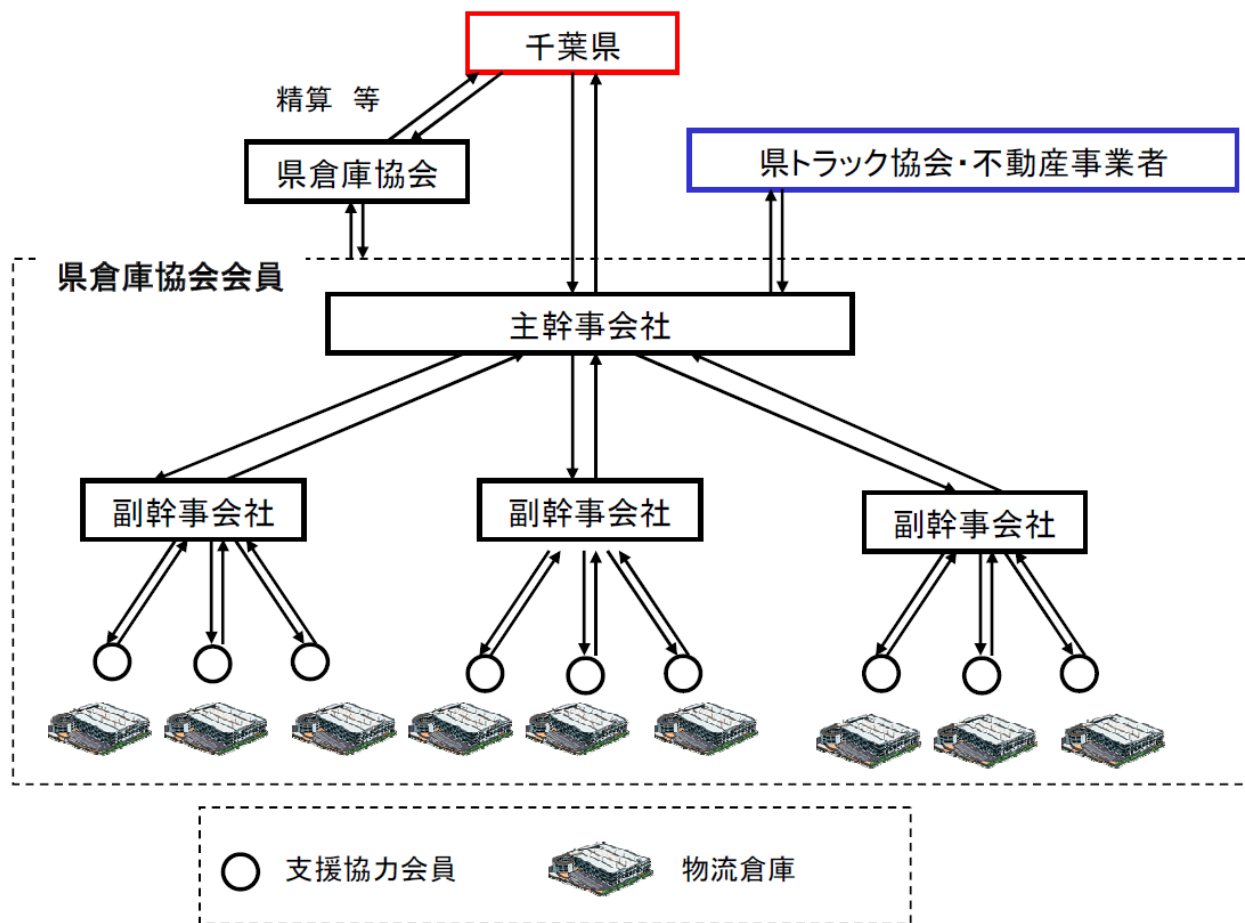 千葉県
精算　等
県倉庫協会
県トラック協会・不動産事業者
県倉庫協会会員
主幹事会社
副幹事会社
副幹事会社
副幹事会社
支援協力会員
物流倉庫